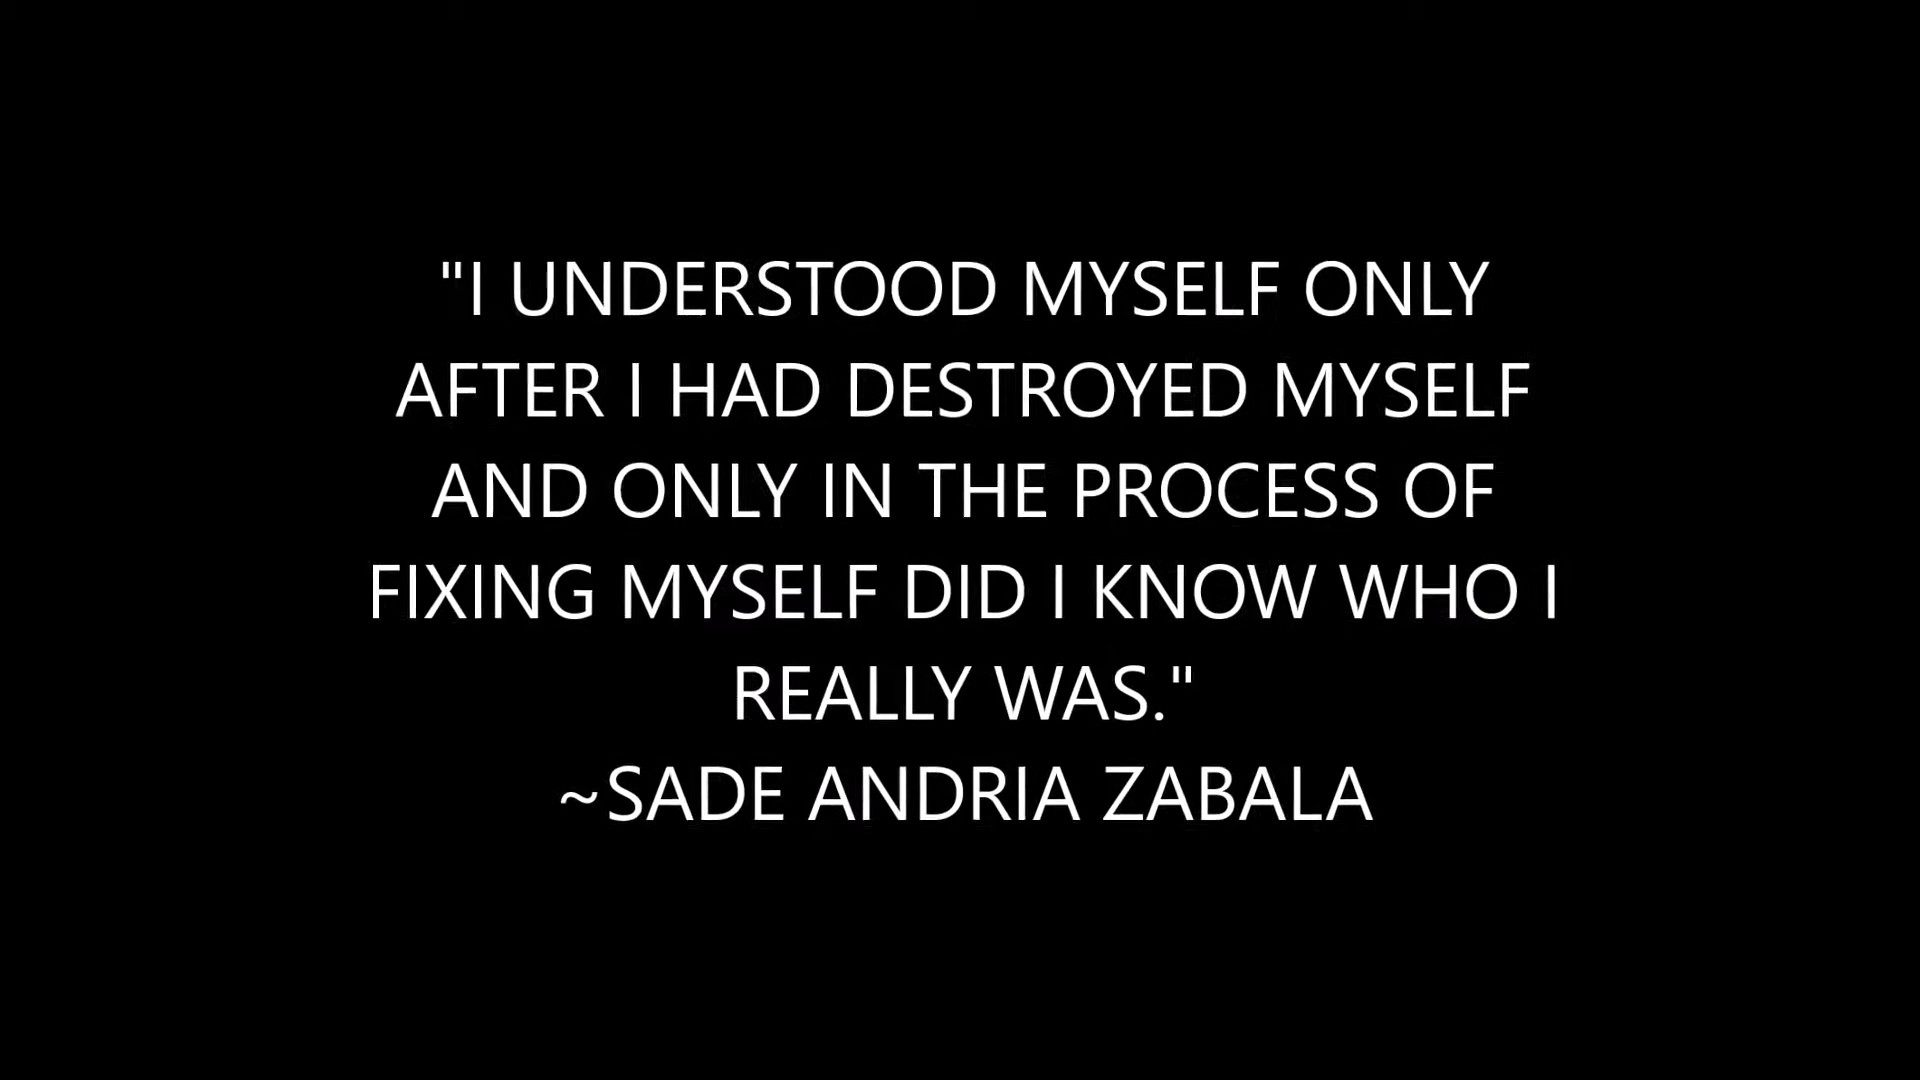 "I UNDERSTOOD MYSELF ONLY
AFTER I HAD DESTROYED MYSELF
AND ONLY IN THE PROCESS OF
FIXING MYSELF DID I KNOW WHO I
REALLY WAS."
~SADE ANDRIA ZABALA